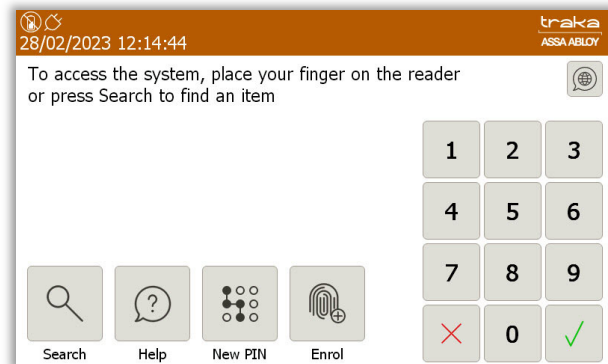 28/02/2023 12:14:44
traka
ASSA ABLOY
To access the system, place your finger on the reader
or press Search to find an item
1 2 3
4 5 6
7 8 9
0
Search Help New PIN Enrol